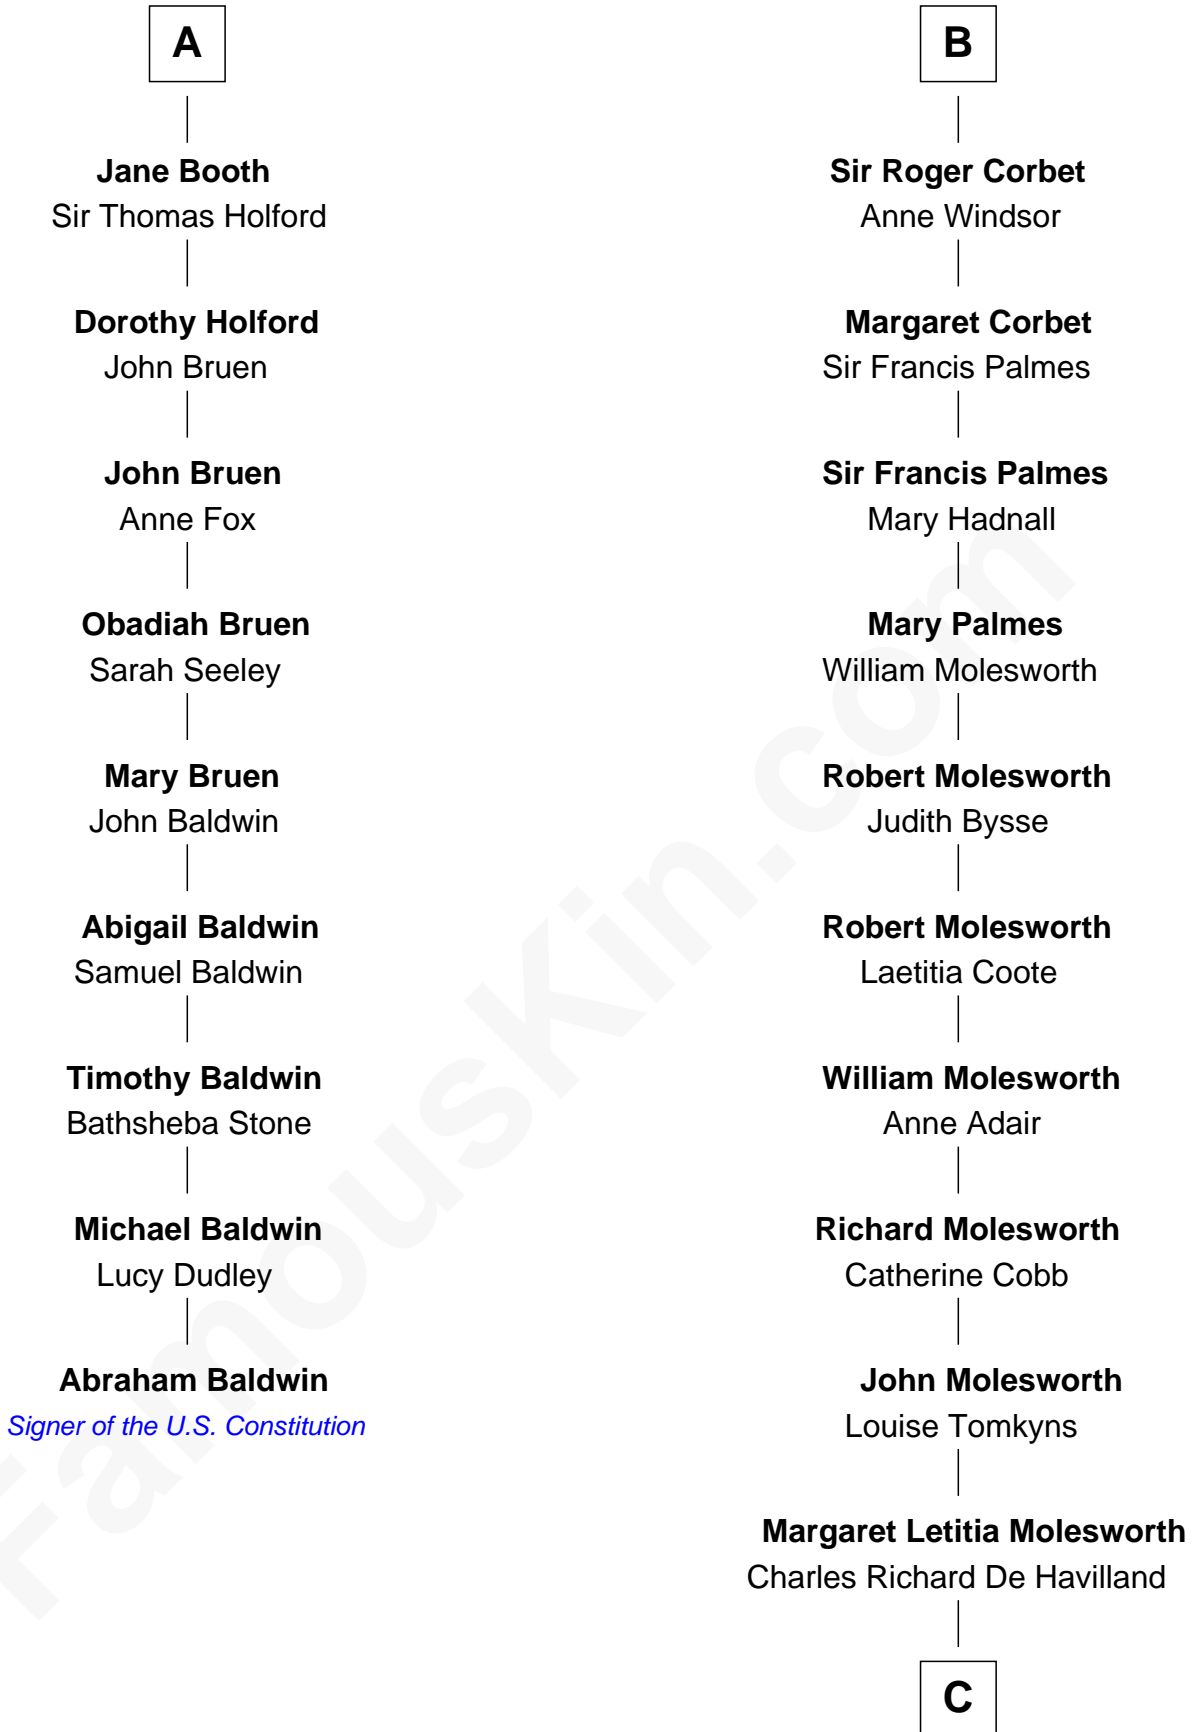 A
Jane Booth
Sir Thomas Holford
Dorothy Holford
John Bruen
John Bruen
Anne Fox
Obadiah Bruen
Sarah Seeley
Mary Bruen
John Baldwin
Abigail Baldwin
Samuel Baldwin
Timothy Baldwin
Bathsheba Stone
Michael Baldwin
Lucy Dudley
Abraham Baldwin
Signer of the U.S. Constitution
B
Sir Roger Corbet
Anne Windsor
Margaret Corbet
Sir Francis Palmes
Sir Francis Palmes
Mary Hadnall
Mary Palmes
William Molesworth
Robert Molesworth
Judith Bysse
Robert Molesworth
Laetitia Coote
William Molesworth
Anne Adair
Richard Molesworth
Catherine Cobb
John Molesworth
Louise Tomkyns
Margaret Letitia Molesworth
Charles Richard De Havilland
C
FamousKin.com